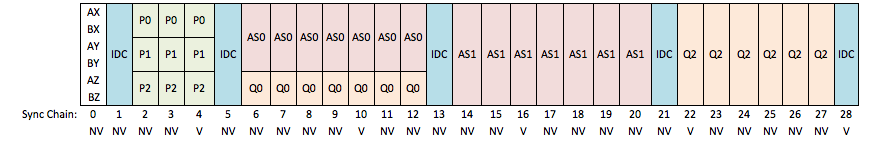 AX P0 P0 P0
BX
AS0 AS0 AS0 AS0 AS0 AS0 AS0
AY IDC P1 P1 P1 IDC IDC AS1 AS1 AS1 AS1 AS1 AS1 AS1 IDC Q2 Q2 Q2 Q2 Q2 Q2 IDC
BY
AZ P2 P2 P2 Q0 Q0 Q0 Q0 Q0 Q0 Q0
BZ
Sync Chain: 0 1 2 3 4 5 6 7 8 9 10 11 12 13 14 15 16 17 18 19 20 21 22 23 24 25 26 27 28
NV NV NV NV V NV NV NV NV NV V NV NV NV NV NV V NV NV NV NV NV V NV NV NV NV NV V